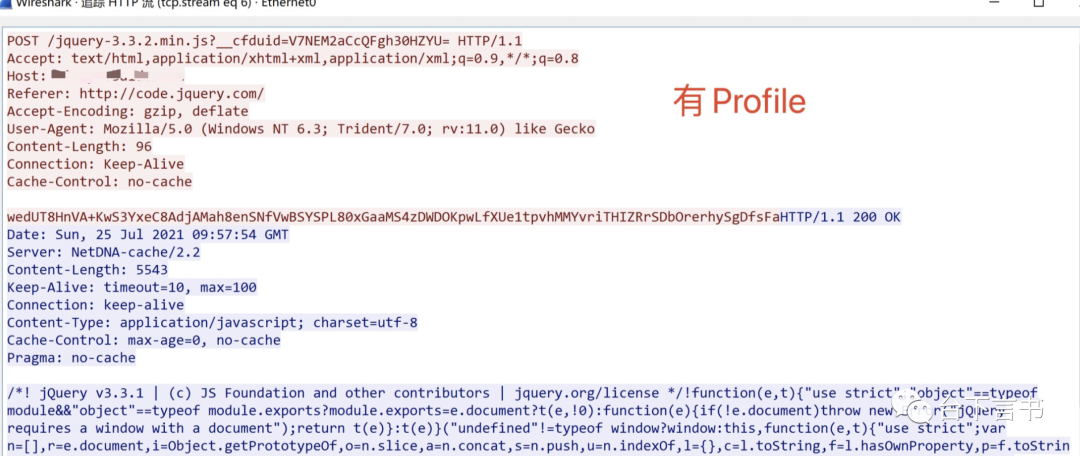 Wireshark · 追踪 HTTP 流 (tcp.stream eq 6) · Ethernet0
POST /jquery-3.3.2.min.js?__cfduid=V7NEM2aCcQFgh30HZYU= HTTP/1.1
Accept: text/html,application/xhtml+xml,application/xml;q=0.9,*/*;q=0.8
Host:
Referer: http://code.jquery.com/
Accept-Encoding: gzip, deflate
User-Agent: Mozilla/5.0 (Windows NT 6.3; Trident/7.0; rv:11.0) like Gecko
Content-Length: 96
Connection: Keep-Alive
Cache-Control: no-cache
有Profile
wedUT8HnVA+KwS3YxeC8AdjAMah8enSNfVwBSYSPL80xGaaMS4zDWDOKpwLfXUe1tpvhMMYvriTHIZRrSDbOrerhySgDfsFaHTTP/1.1 200 OK
Date: Sun, 25 Jul 2021 09:57:54 GMT
Server: NetDNA-cache/2.2
Content-Length: 5543
Keep-Alive: timeout=10, max=100
Connection: keep-alive
Content-Type: application/javascript; charset=utf-8
Cache-Control: max-age=0, no-cache
Pragma: no-cache
/*! jQuery v3.3.1 | (c) JS Foundation and other contributors | jquery.org/license */!function(e,t){"use strict";"object"==typeof
module&&"object"==typeof module.exports?module.exports=e.document?t(e,!0):function(e){if(!e.document)throw new jQuery
requires a window with a document");return t(e)}:t(e)}("undefined"!=typeof window?window:this,function(e,t){"use strict";var
n=[],r=e.document,i=Object.getPrototypeOf,o=n.slice,a=n.concat,s=n.push,u=n.indexOf,l={},c=l.toString,f=l.hasOwnProperty,p=f.toStrin